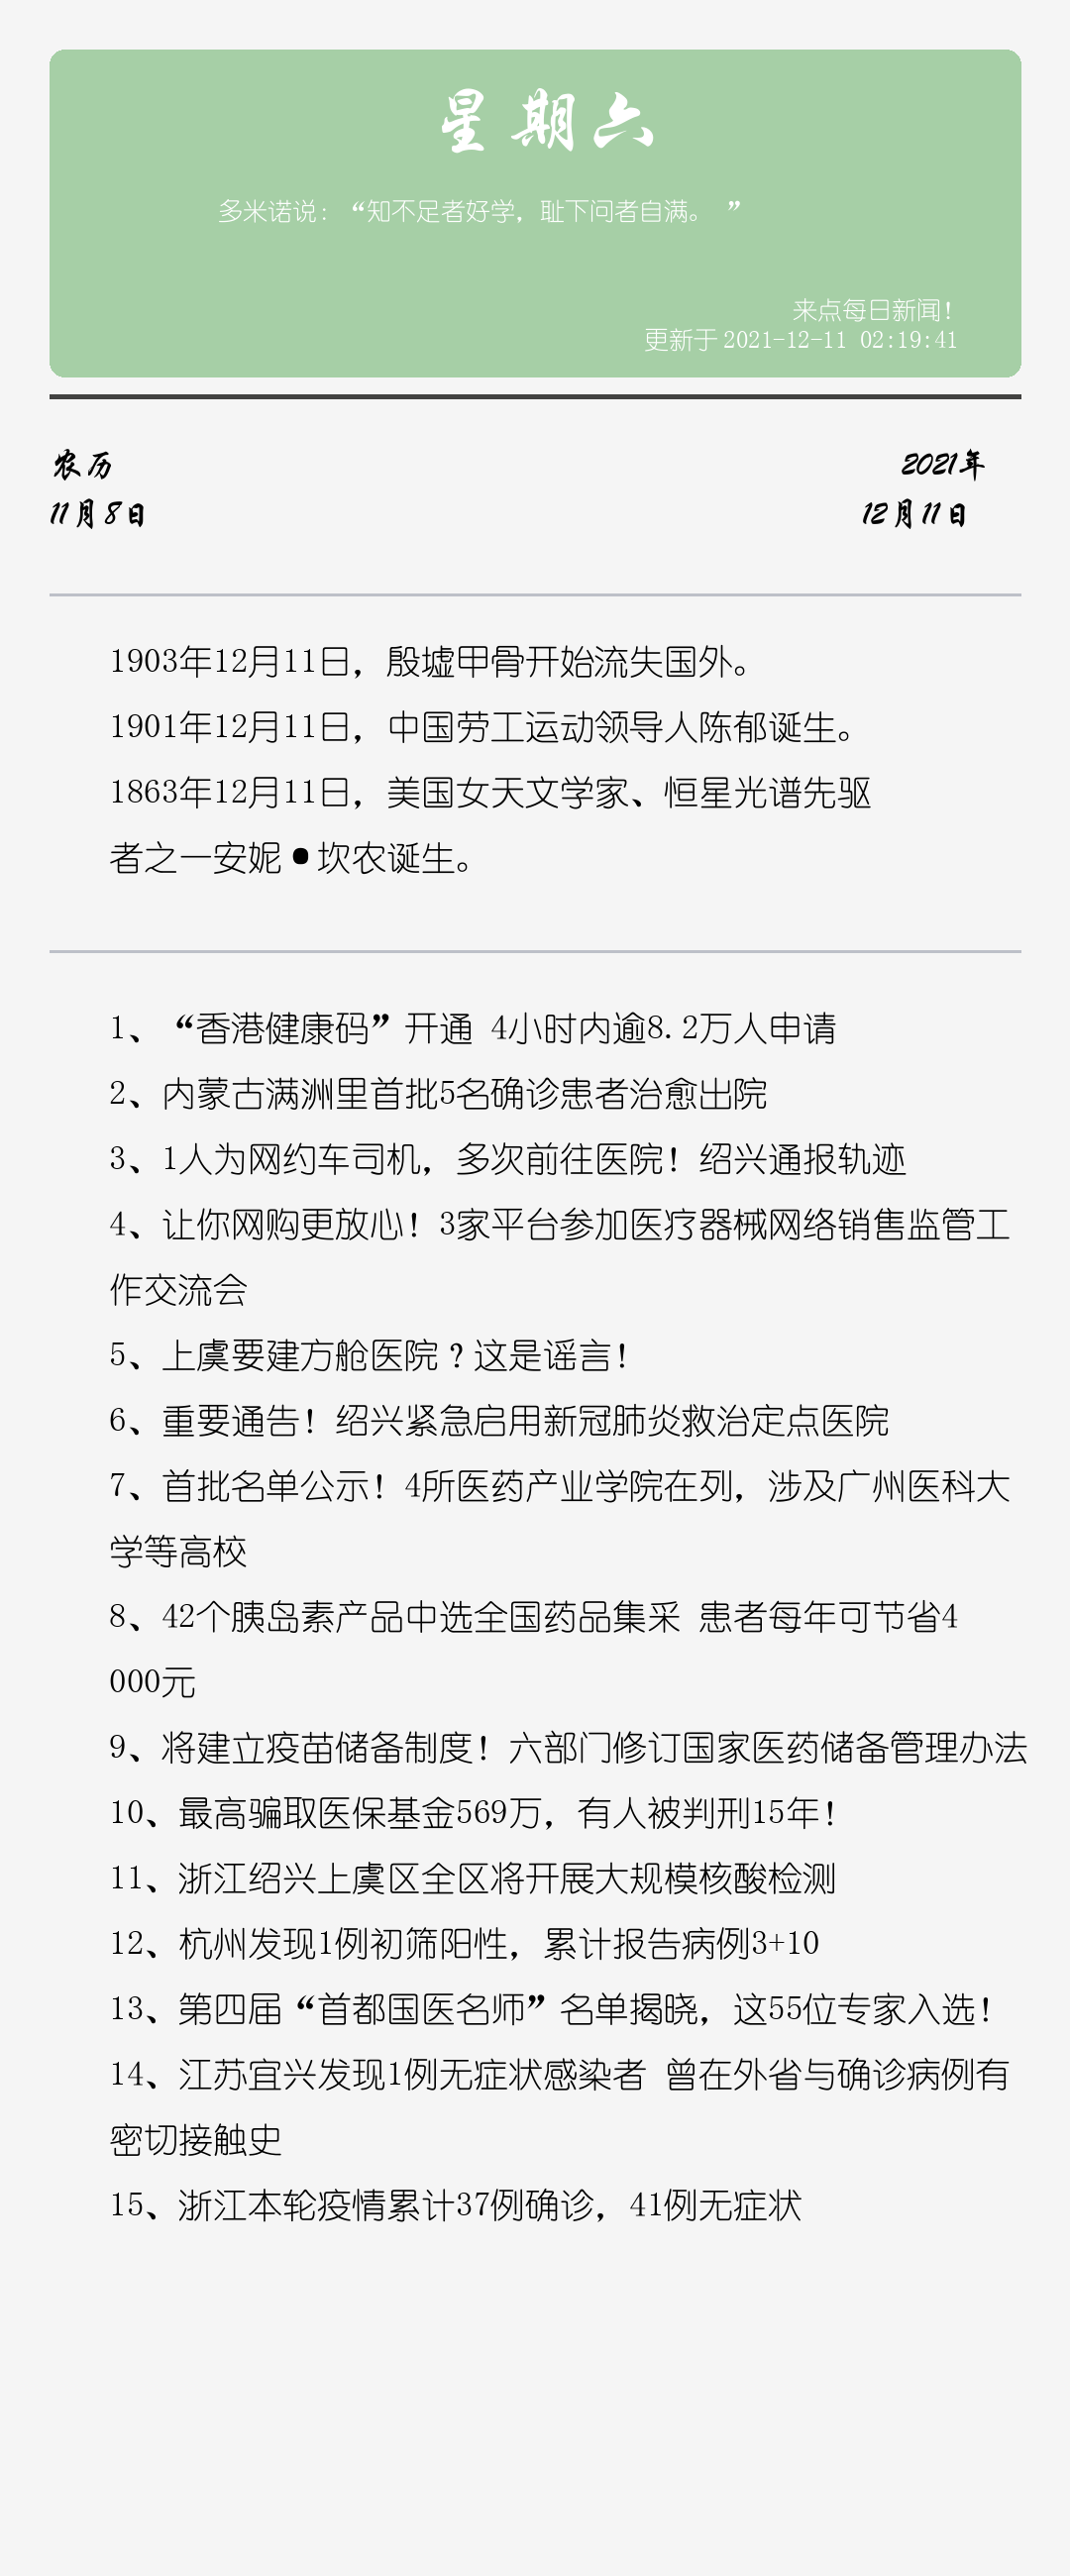 星期六
多米诺说：“知不足者好学，耻下问者自满。 ”
来点每日新闻！
更新于 2021-12-11 02:19:41
农历
2021年
11月8日
12月11日
1903年12月11日，殷墟甲骨开始流失国外。
1901年12月11日，中国劳工运动领导人陈郁诞生。
1863年12月11日，美国女天文学家、恒星光谱先驱
者之一安妮•坎农诞生。
1、“香港健康码”开通 4小时内逾8.2万人申请
2、内蒙古满洲里首批5名确诊患者治愈出院
3、1人为网约车司机，多次前往医院！绍兴通报轨迹
4、让你网购更放心！3家平台参加医疗器械网络销售监管工
作交流会
5、上虞要建方舱医院？这是谣言！
6、重要通告！绍兴紧急启用新冠肺炎救治定点医院
7、首批名单公示！4所医药产业学院在列，涉及广州医科大
学等高校
8、42个胰岛素产品中选全国药品集采 患者每年可节省4
000元
9、将建立疫苗储备制度！六部门修订国家医药储备管理办法
10、最高骗取医保基金569万，有人被判刑15年！
11、浙江绍兴上虞区全区将开展大规模核酸检测
12、杭州发现1例初筛阳性，累计报告病例3+10
13、第四届“首都国医名师”名单揭晓，这55位专家入选！
14、江苏宜兴发现1例无症状感染者 曾在外省与确诊病例有
密切接触史
15、浙江本轮疫情累计37例确诊，41例无症状